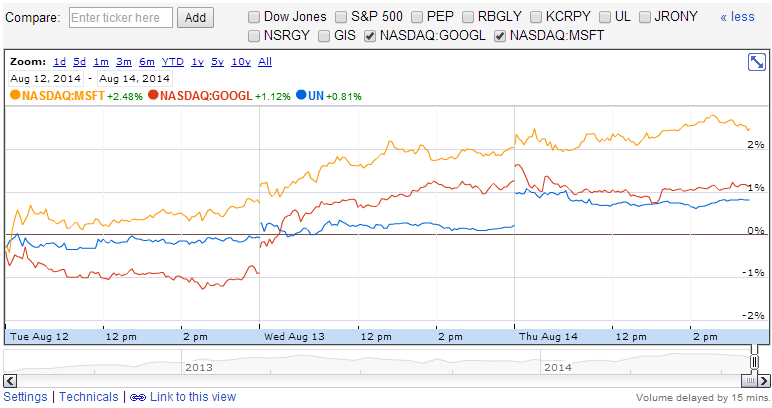 Compare: Enter ticker here Add Dow Jones S&P 500 PEP RBGLY KCRPY UL JRONY « less
NSRGY GIS NASDAQ:GOOGL NASDAQ:MSFT
Zoom: 1d 5d 1m 3m 6m YTD 1y 5y 10y All
Aug 12, 2014 - Aug 14, 2014
NASDAQ:MSFT +2.48% NASDAQ:GOOGL +1.12% UN +0.81%
2%
1%
0%
-1%
-2%
Tue Aug 12 12 pm 2 pm Wed Aug 13 12 pm 2 pm Thu Aug 14 12 pm 2 pm
2013 2014
Settings | Technicals | Link to this view Volume delayed by 15 mins.